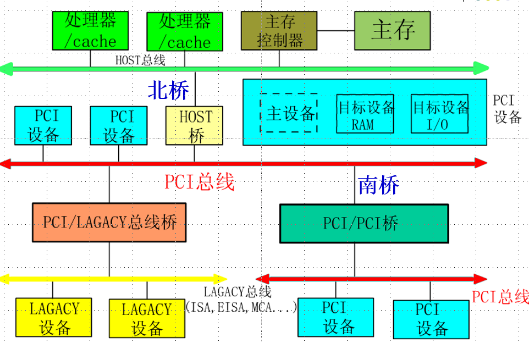 处理器
/cache
处理器
/cache
主存
控制器
主存
HOST总线
北桥
PCI
设备
PCI
设备
HOST
桥
主设备
目标设备
RAM
目标设备
I/O
PCI
设备
PCI总线
南桥
PCI/LAGACY总线桥
PCI/PCI桥
LAGACY总线
(ISA,EISA,MCA...)
PCI总线
LAGACY
设备
LAGACY
设备
PCI
设备
PCI
设备